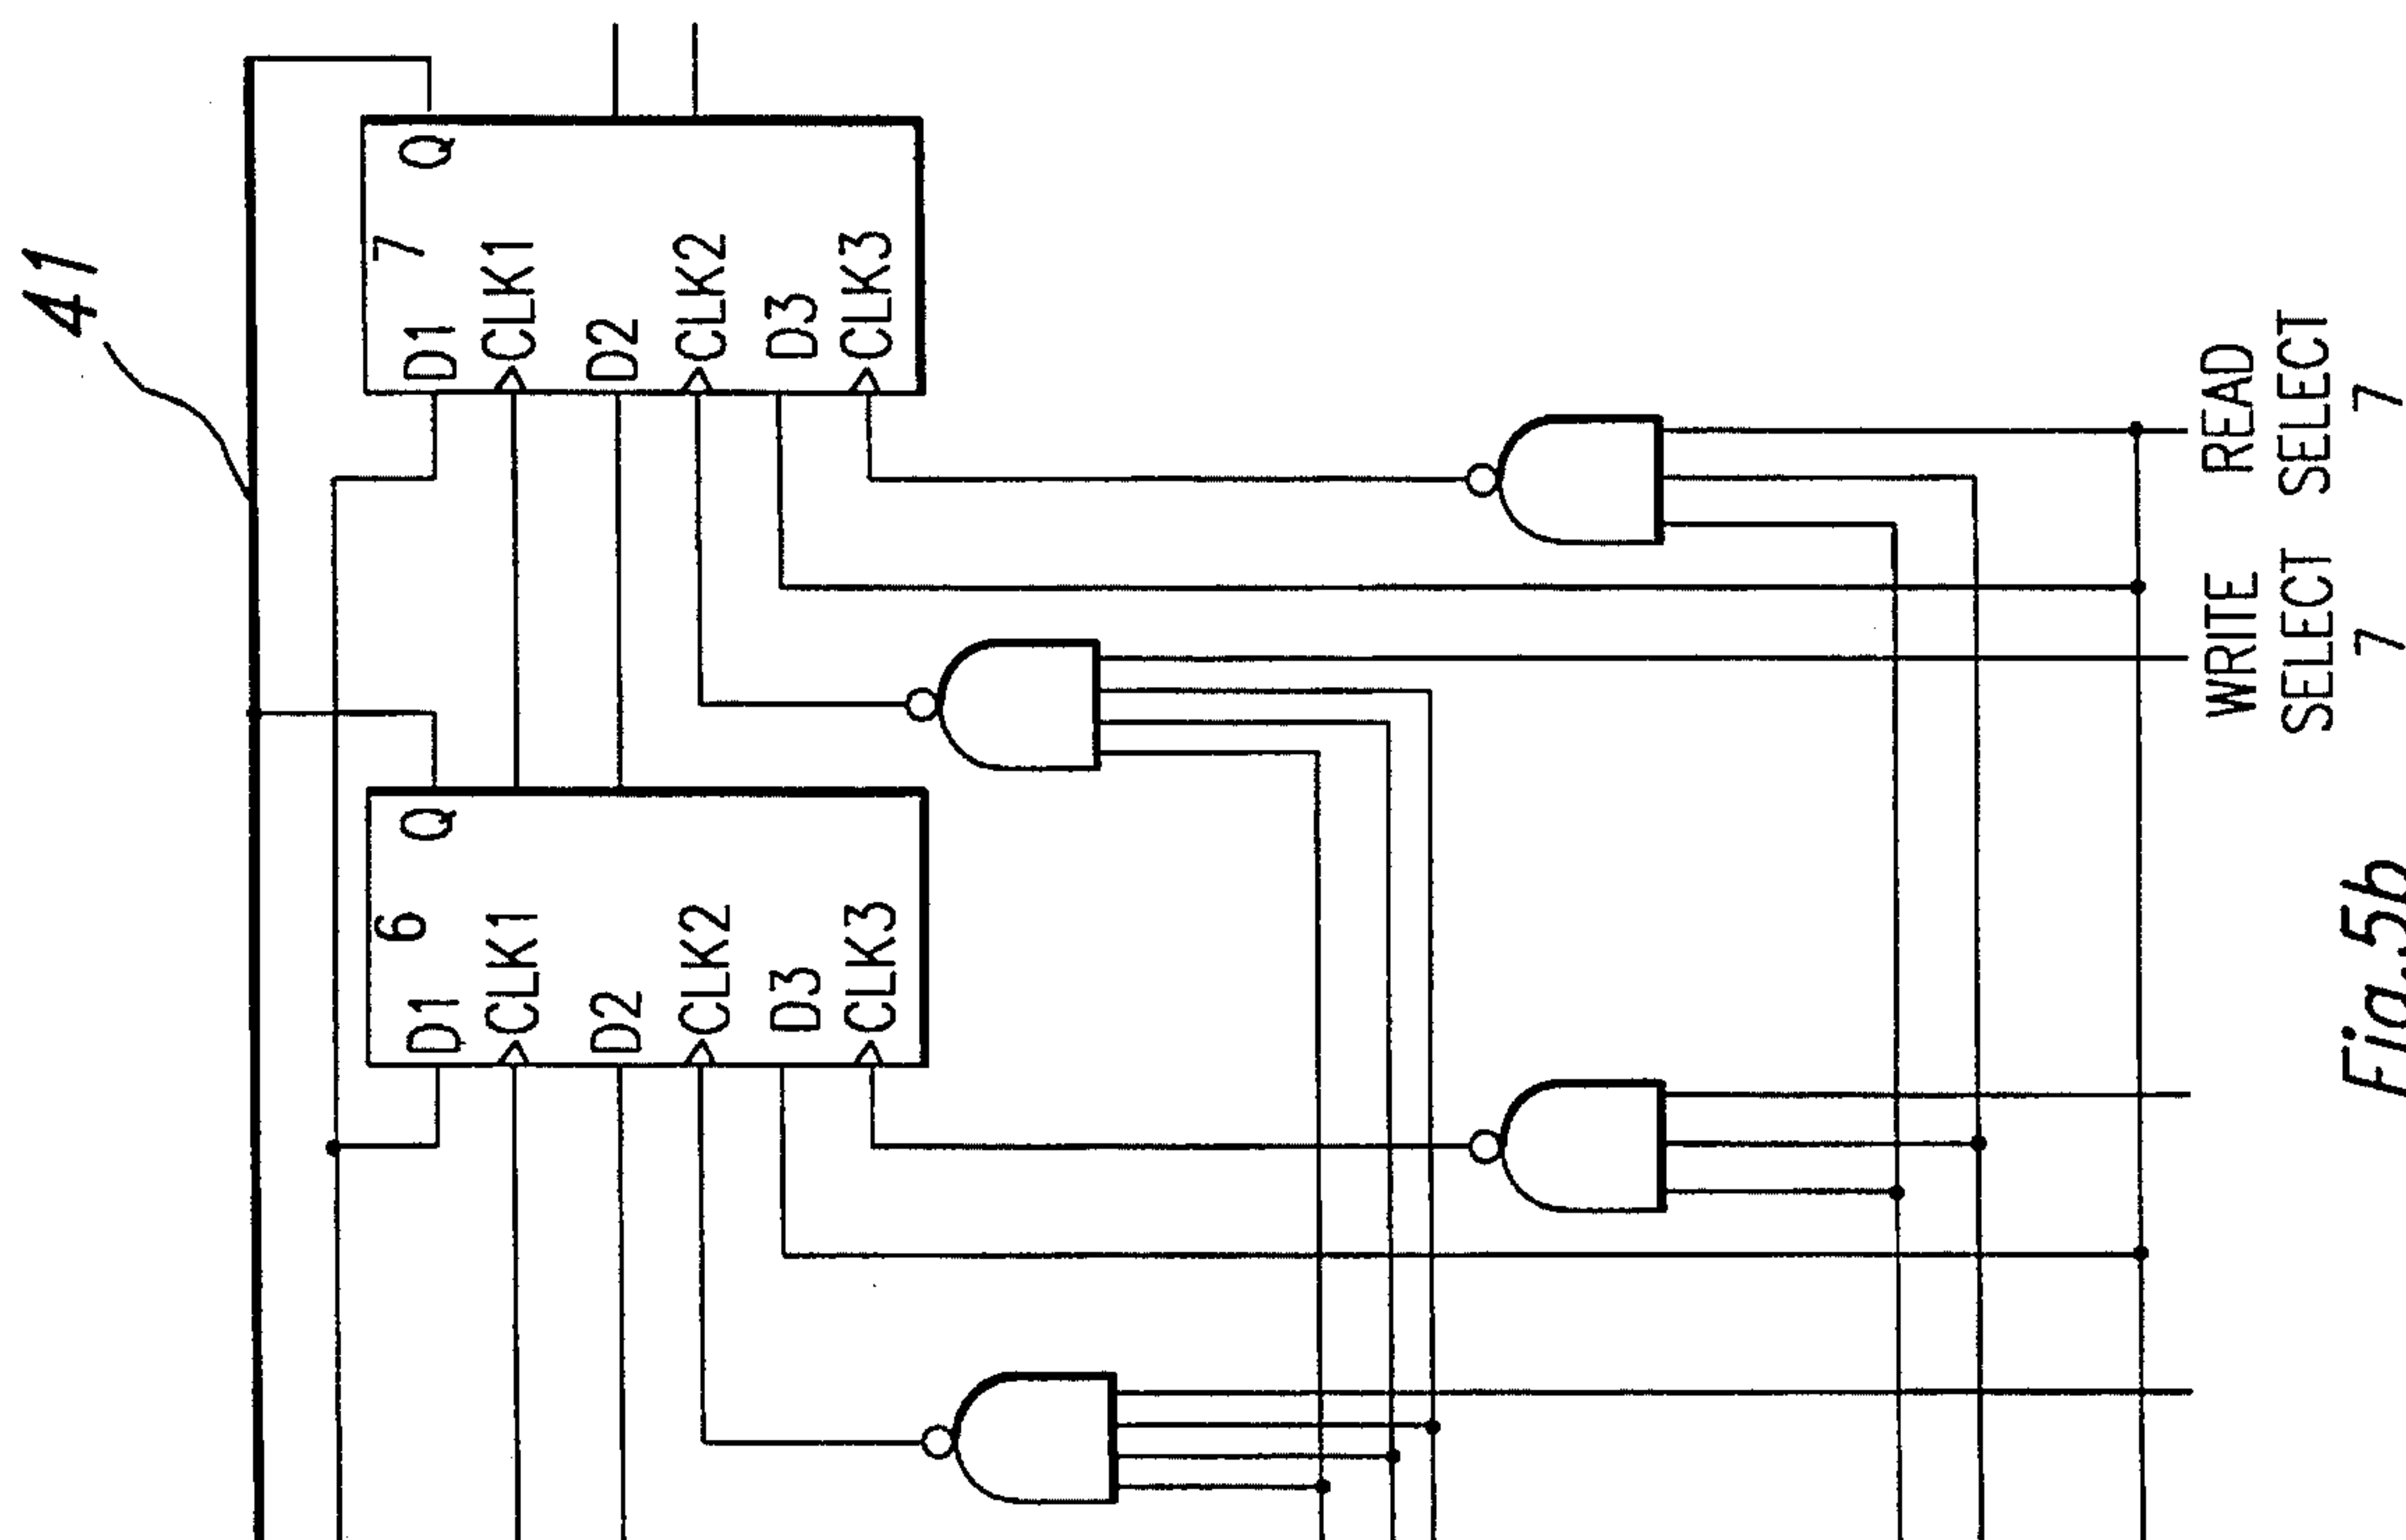 41
6
D1 Q
CLK1
D2
CLK2
D3
CLK3
7
D1 Q
CLK1
D2
CLK2
D3
CLK3
WRITE
SELECT
7
READ
SELECT
7
Fig.5b